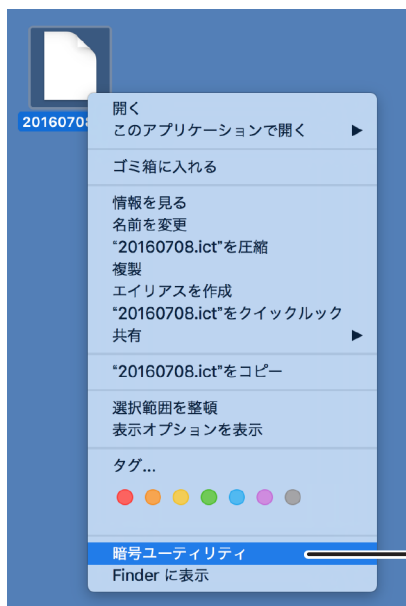 2016070
開く
このアプリケーションで開く
ゴミ箱に入れる
情報を見る
名前を変更
“20160708.ict”を圧縮
複製
エイリアスを作成
“20160708.ict”をクイックルック
共有
“20160708.ict”をコピー
選択範囲を整頓
表示オプションを表示
タグ...
暗号ユーティリティ
Finder に表示